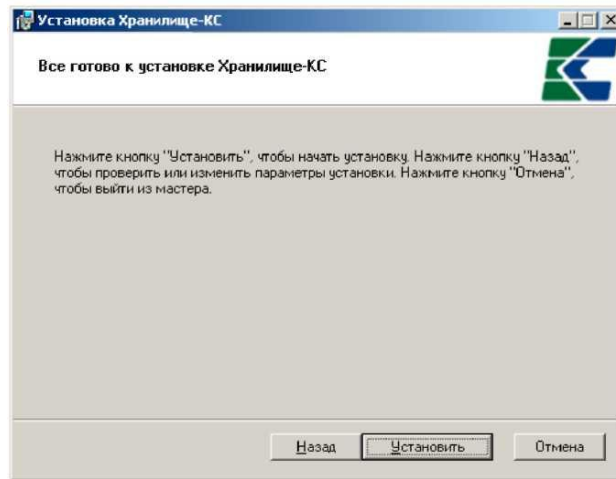 Установка Хранилище-КС
Все готово к установке Хранилище-КС
Нажмите кнопку "Установить", чтобы начать установку. Нажмите кнопку "Назад",
чтобы проверить или изменить параметры установки. Нажмите кнопку "Отмена",
чтобы выйти из мастера.
Назад Установить Отмена